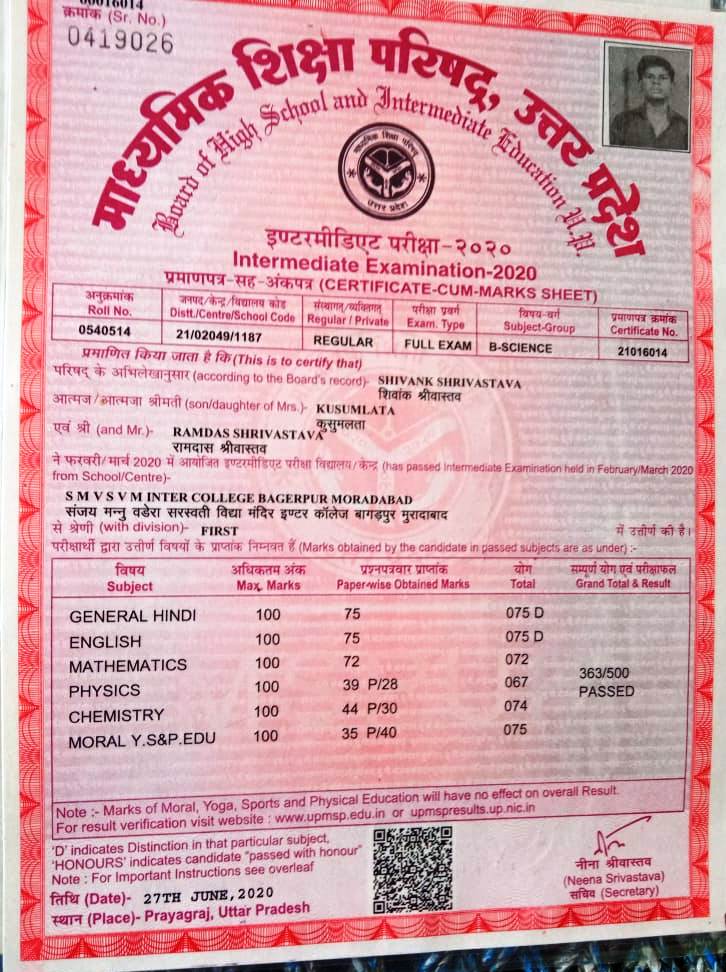 00016014
क्रमांक (Sr. No.)
0419026
माध्यमिक शिक्षा परिषद्, उत्तर प्रदेश
Board of High School and Intermediate Education U.P.
माध्यमिक शिक्षा परिषद
उत्तर प्रदेश
इण्टरमीडिएट परीक्षा-२०२०
Intermediate Examination-2020
प्रमाणपत्र-सह-अंकपत्र (CERTIFICATE-CUM-MARKS SHEET)
अनुक्रमांक जनपद/केन्द्र/विद्यालय कोड संस्थागत/व्यक्तिगत परीक्षा प्रवर्ग विषय-वर्ग प्रमाणपत्र क्रमांक
Roll No. Distt./Centre/School Code Regular / Private Exam. Type Subject-Group Certificate No.
0540514 21/02049/1187 REGULAR FULL EXAM B-SCIENCE 21016014
प्रमाणित किया जाता है कि (This is to certify that)
परिषद् के अभिलेखानुसार (according to the Board's record)- SHIVANK SHRIVASTAVA
शिवांक श्रीवास्तव
आत्मज/आत्मजा श्रीमती (son/daughter of Mrs.)- KUSUMLATA
कुसुमलता
एवं श्री (and Mr.)- RAMDAS SHRIVASTAVA
रामदास श्रीवास्तव
ने फरवरी/मार्च 2020 में आयोजित इण्टरमीडिएट परीक्षा विद्यालय/केन्द्र (has passed Intermediate Examination held in February/March 2020
from School/Centre)-
S M V S V M INTER COLLEGE BAGERPUR MORADABAD
संजय मन्नु वडेरा सरस्वती विद्या मंदिर इण्टर कॉलेज बागड़पुर मुरादाबाद
से श्रेणी (with division)- FIRST में उत्तीर्ण की है।
परीक्षार्थी द्वारा उत्तीर्ण विषयों के प्राप्तांक निम्नवत हैं (Marks obtained by the candidate in passed subjects are as under) :-
विषय अधिकतम अंक प्रश्नपत्रवार प्राप्तांक योग सम्पूर्ण योग एवं परीक्षाफल
Subject Max. Marks Paper-wise Obtained Marks Total Grand Total & Result
GENERAL HINDI 100 75 075 D
ENGLISH 100 75 075 D
MATHEMATICS 100 72 072
363/500
PHYSICS 100 39 P/28 067
PASSED
CHEMISTRY 100 44 P/30 074
MORAL Y.S&P.EDU 100 35 P/40 075
Note :- Marks of Moral, Yoga, Sports and Physical Education will have no effect on overall Result.
For result verification visit website : www.upmsp.edu.in or upmspresults.up.nic.in
'D' indicates Distinction in that particular subject,
'HONOURS' indicates candidate "passed with honour"
Note : For Important Instructions see overleaf
तिथि (Date)- 27TH JUNE,2020
स्थान (Place)- Prayagraj, Uttar Pradesh
नीना श्रीवास्तव
(Neena Srivastava)
सचिव (Secretary)